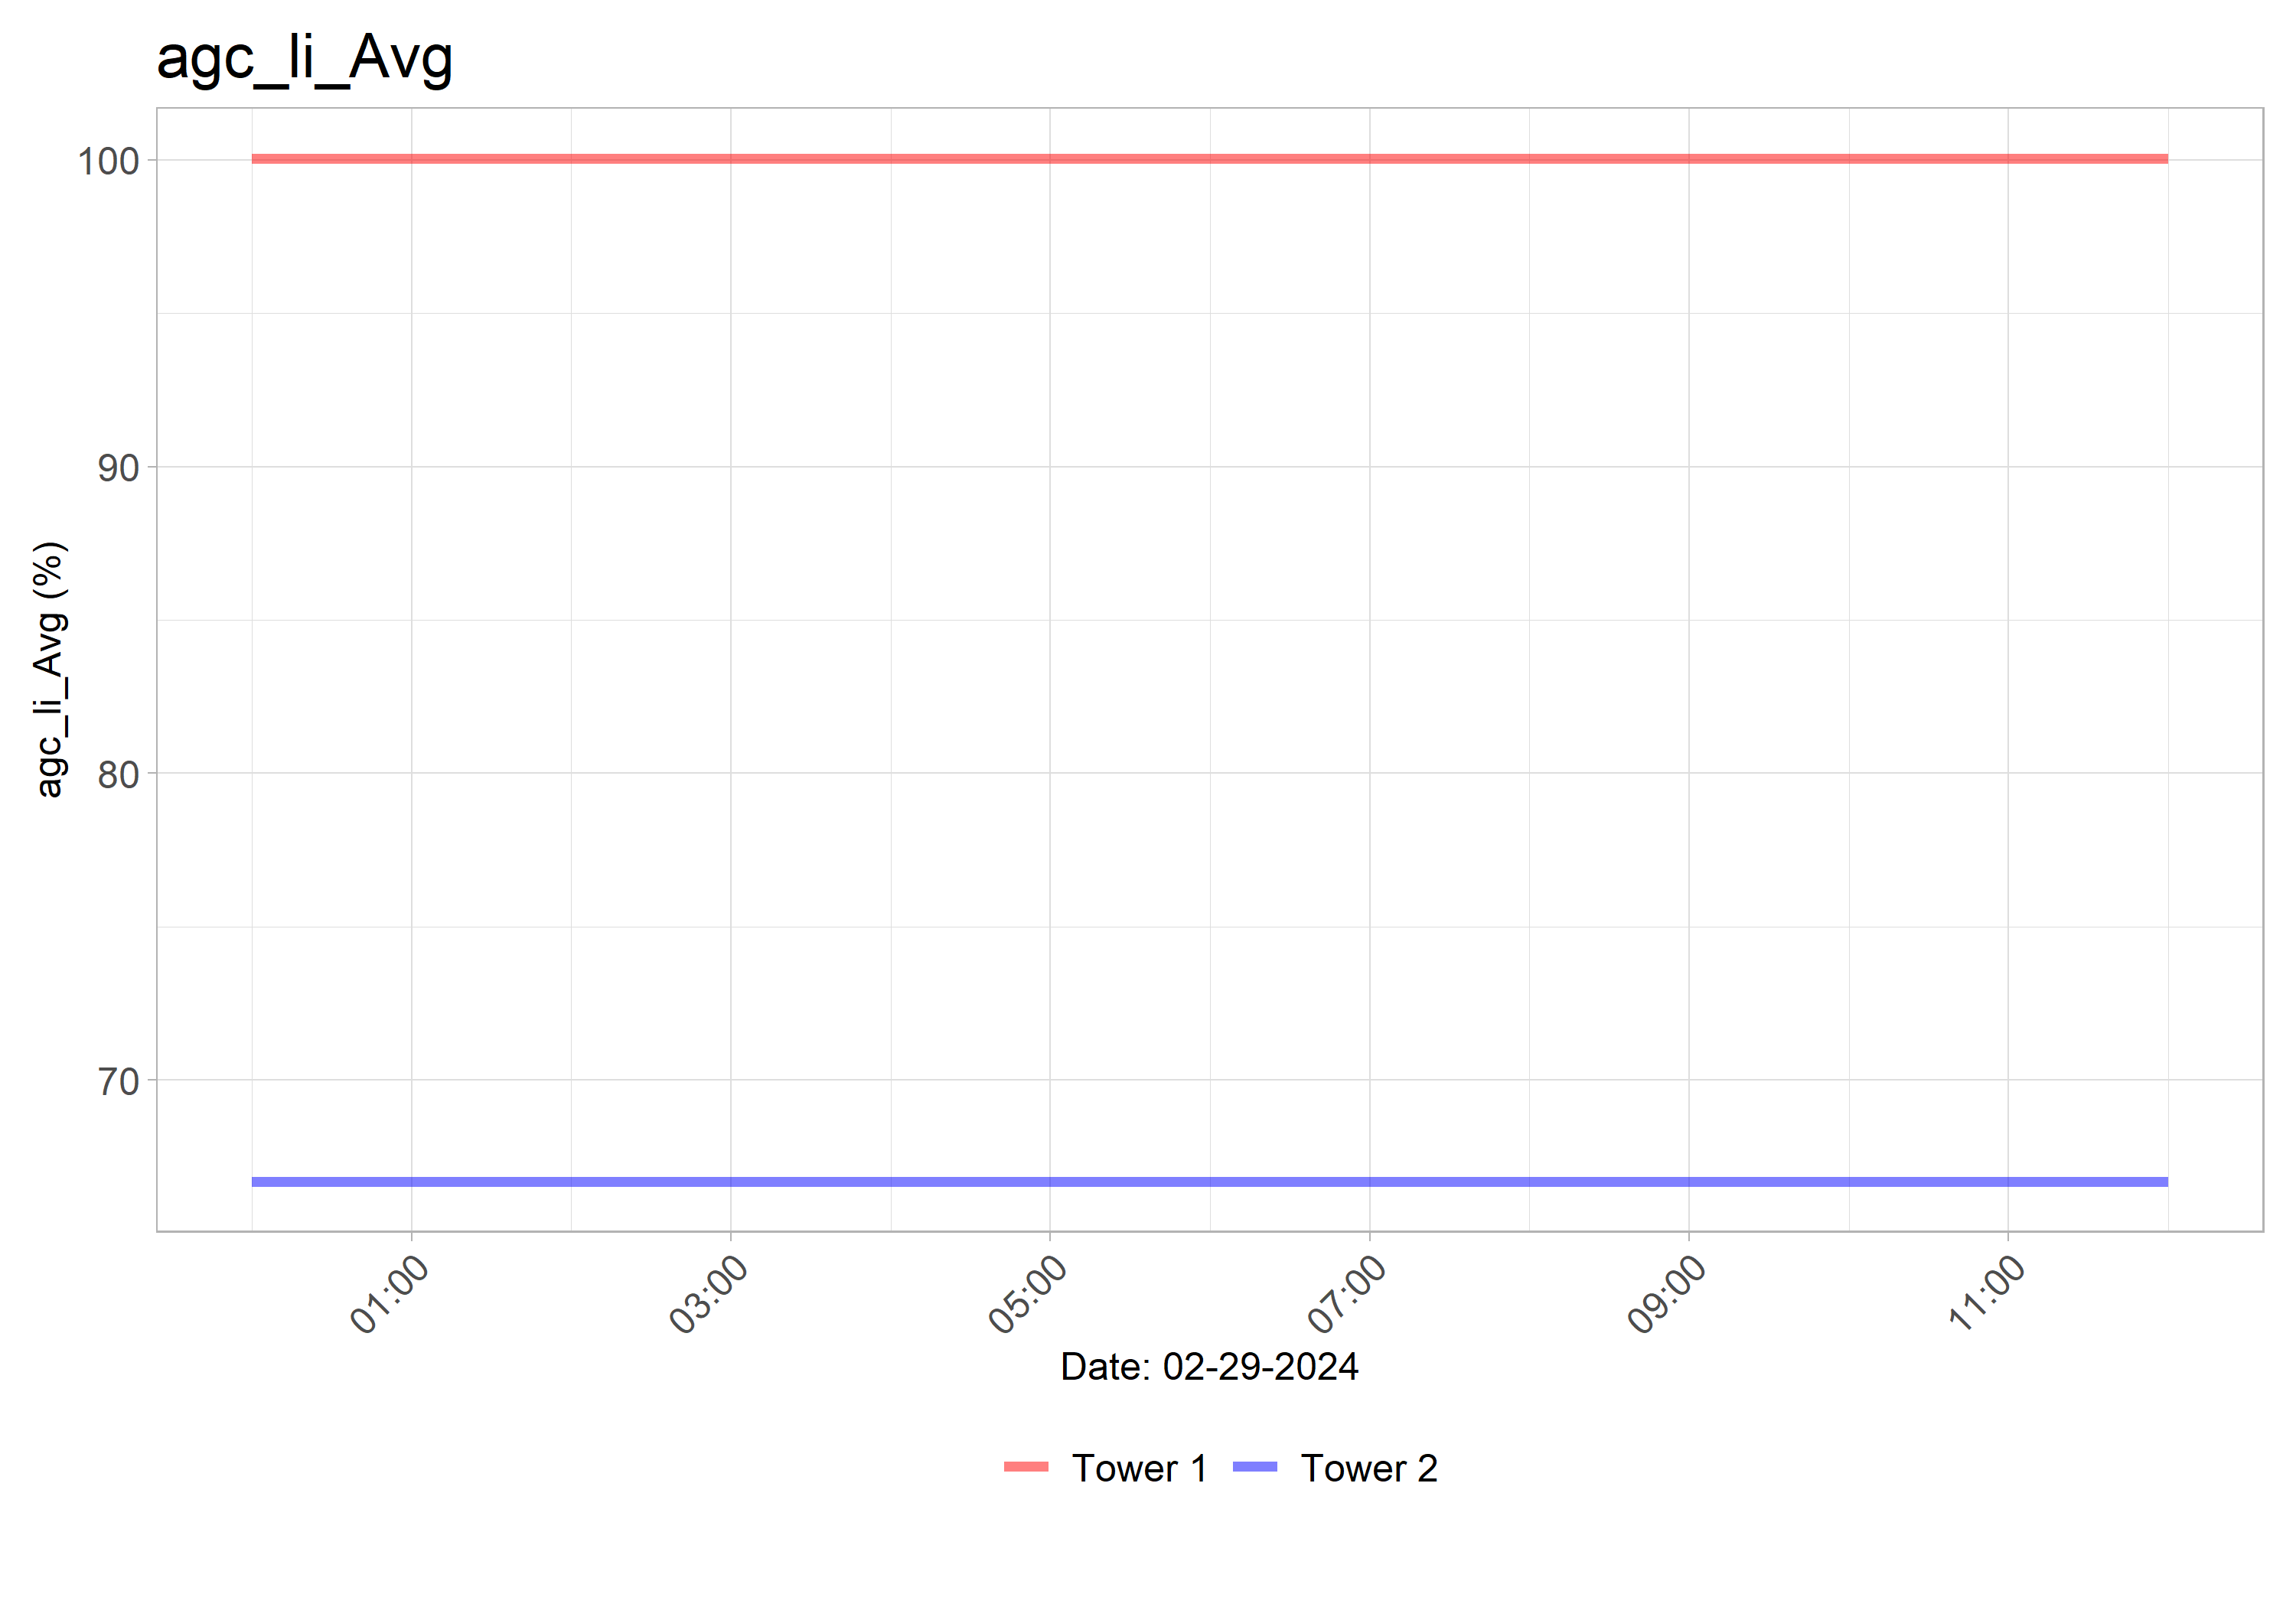 agc_li_Avg
agc_li_Avg (%)
100
90
80
70
01:00 03:00 05:00 07:00 09:00 11:00
Date: 02-29-2024
Tower 1 Tower 2